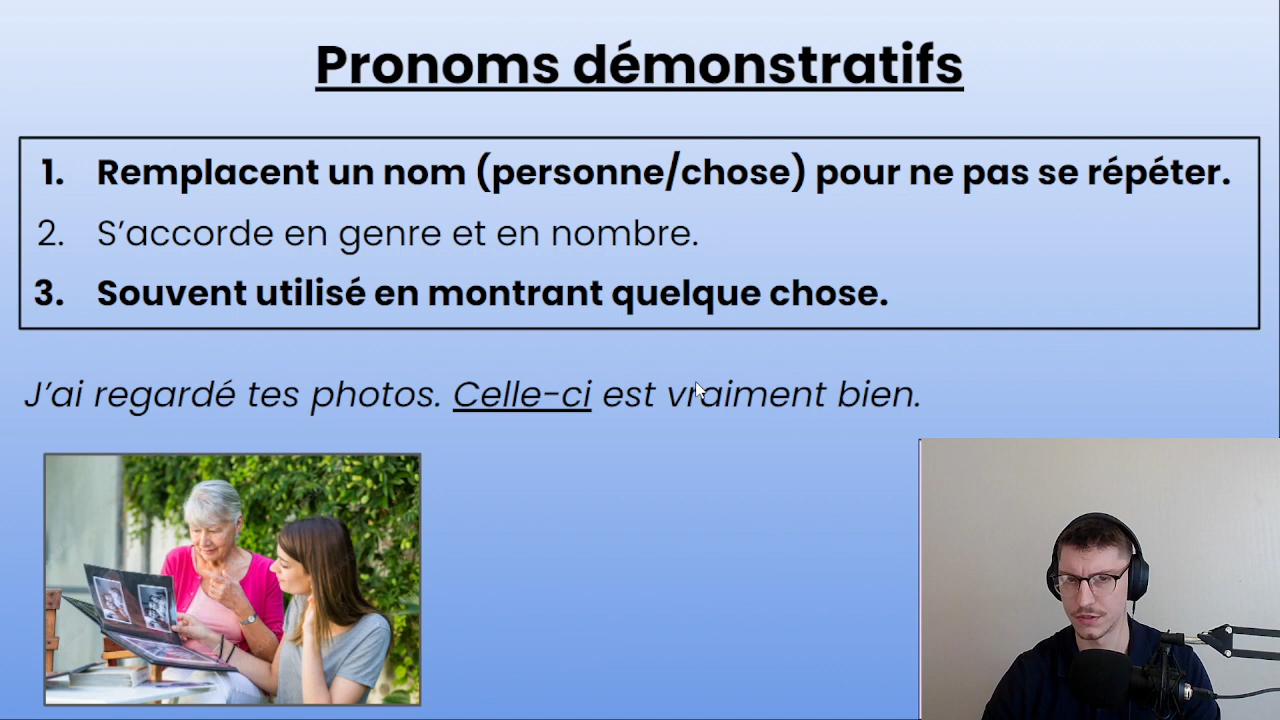 Pronoms démonstratifs
1. Remplacent un nom (personne/chose) pour ne pas se répéter.
2. S’accorde en genre et en nombre.
3. Souvent utilisé en montrant quelque chose.
J’ai regardé tes photos. Celle-ci est vraiment bien.